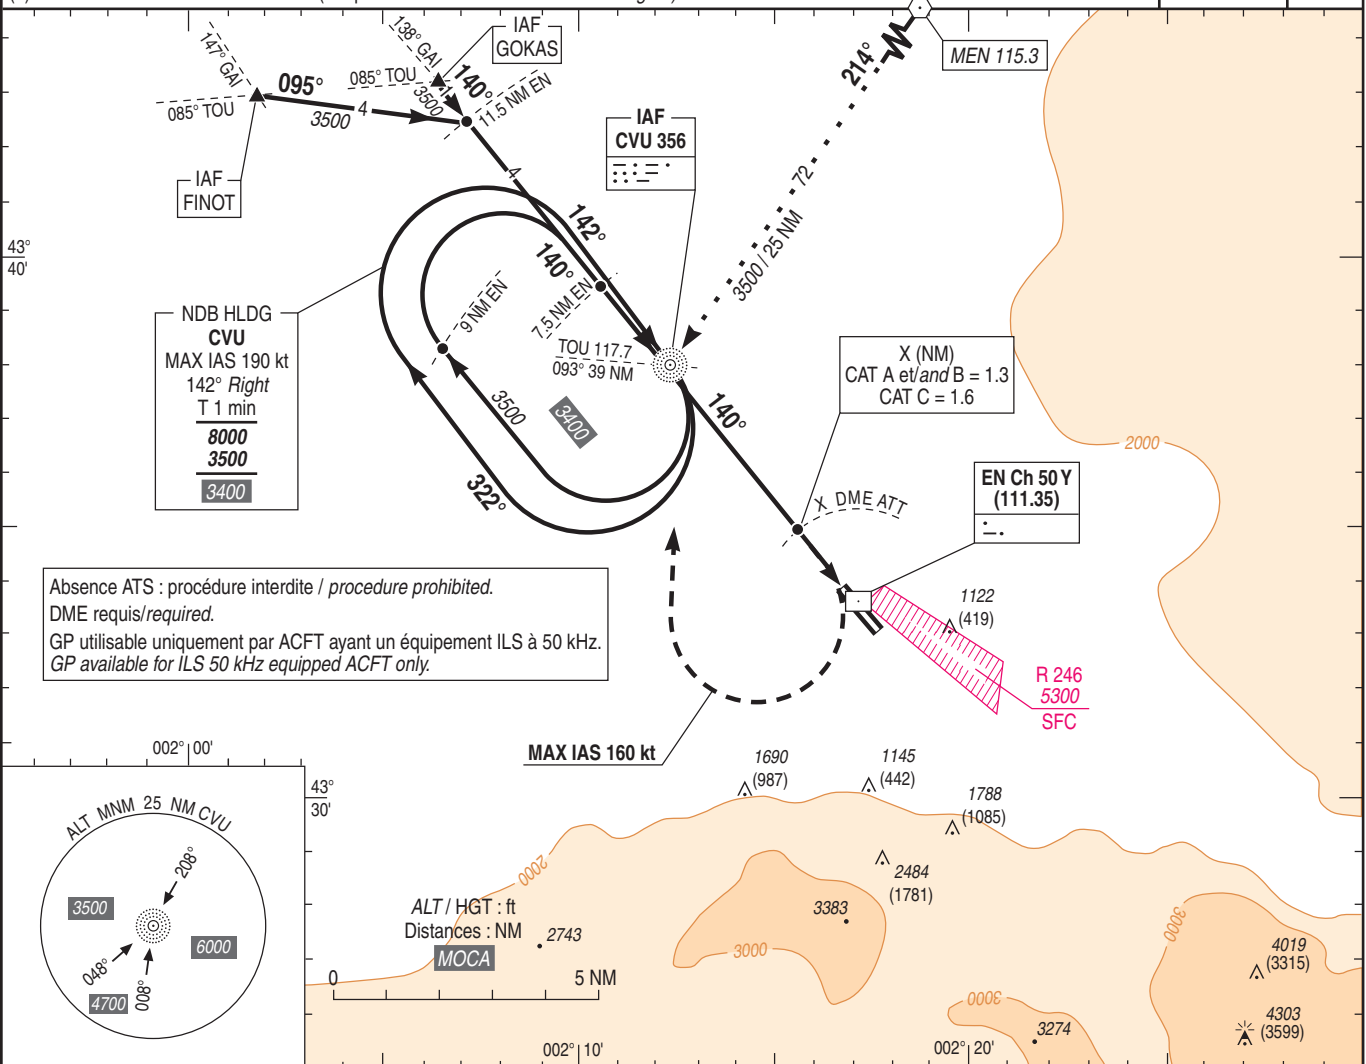 IAF
GOKAS
138° GAI
147° GAI
085° TOU
140°
3500
11.5 NM EN
095°
4
3500
085° TOU
IAF
FINOT
MEN 115.3
214°
72
3500 / 25 NM
IAF
CVU 356
4
142°
140°
43°
40'
9 NM EN
7.5 NM EN
TOU 117.7
093° 39 NM
NDB HLDG
CVU
MAX IAS 190 kt
142° Right
T 1 min
8000
3500
3400
3500
3400
322°
140°
X (NM)
CAT A et/and B = 1.3
CAT C = 1.6
2000
X DME ATT
EN Ch 50 Y
(111.35)
Absence ATS : procédure interdite / procedure prohibited.
DME requis/required.
GP utilisable uniquement par ACFT ayant un équipement ILS à 50 kHz.
GP available for ILS 50 kHz equipped ACFT only.
1122
(419)
R 246
5300
SFC
MAX IAS 160 kt
002° 00'
43°
30'
1690
(987)
1145
(442)
1788
(1085)
2484
(1781)
ALT MNM 25 NM CVU
208°
3500
6000
048°
008°
4700
2000
ALT / HGT : ft
Distances : NM
MOCA
2743
3383
3000
3000
4019
(3315)
4303
(3599)
3000
3274
0
5 NM
002° 10'
002° 20'